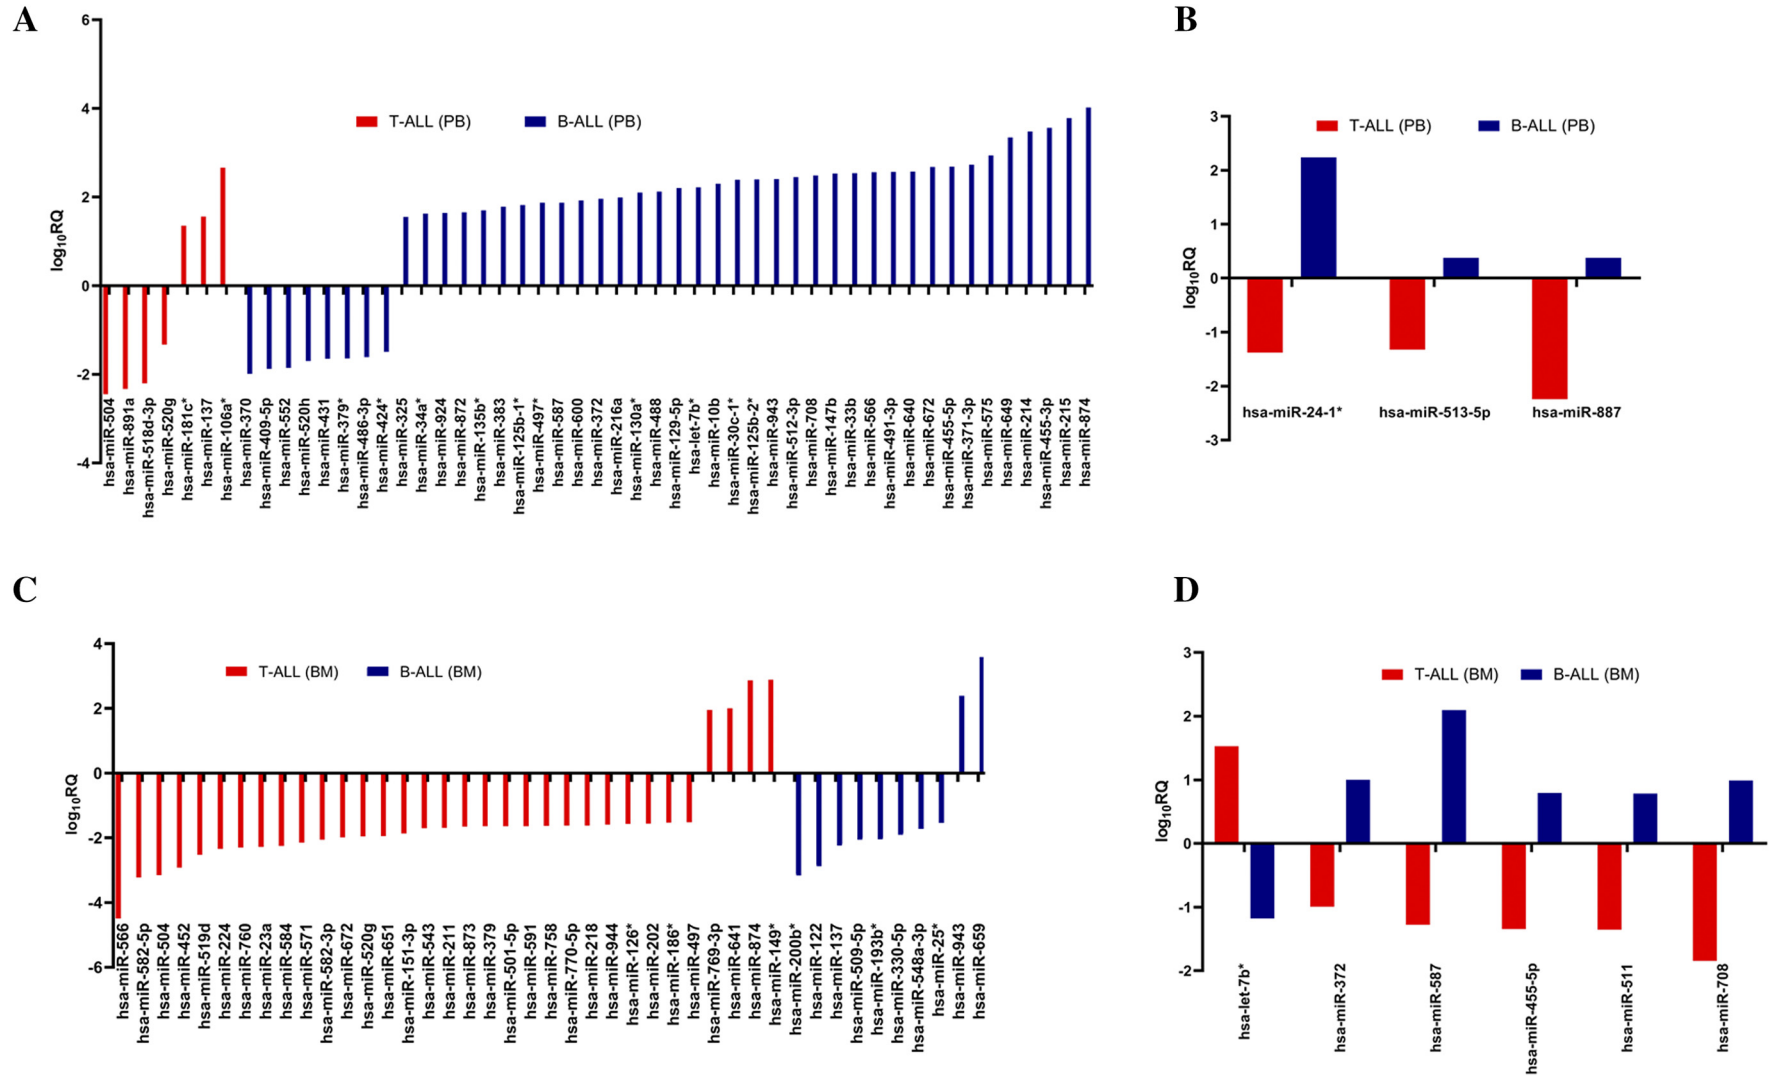 A
6
4
2
0
-2
-4
log10RQ
T-ALL (PB)
B-ALL (PB)
hsa-miR-504
hsa-miR-891a
hsa-miR-518d-3p
hsa-miR-520g
hsa-miR-181c*
hsa-miR-137
hsa-miR-106a*
hsa-miR-370
hsa-miR-409-5p
hsa-miR-552
hsa-miR-520h
hsa-miR-431
hsa-miR-379*
hsa-miR-486-3p
hsa-miR-424*
hsa-miR-325
hsa-miR-34a*
hsa-miR-924
hsa-miR-872
hsa-miR-135b*
hsa-miR-383
hsa-miR-125b-1*
hsa-miR-497*
hsa-miR-587
hsa-miR-600
hsa-miR-372
hsa-miR-216a
hsa-miR-130a*
hsa-miR-488
hsa-miR-129-5p
hsa-let-7b*
hsa-miR-10b
hsa-miR-30c-1*
hsa-miR-125b-2*
hsa-miR-943
hsa-miR-512-3p
hsa-miR-708
hsa-miR-147b
hsa-miR-33b
hsa-miR-566
hsa-miR-491-3p
hsa-miR-640
hsa-miR-672
hsa-miR-455-5p
hsa-miR-371-3p
hsa-miR-575
hsa-miR-649
hsa-miR-214
hsa-miR-455-3p
hsa-miR-215
hsa-miR-874
B
3
2
1
0
-1
-2
-3
log10RQ
T-ALL (PB)
B-ALL (PB)
hsa-miR-24-1*
hsa-miR-513-5p
hsa-miR-887
C
4
2
0
-2
-4
-6
log10RQ
T-ALL (BM)
B-ALL (BM)
hsa-miR-566
hsa-miR-582-5p
hsa-miR-504
hsa-miR-452
hsa-miR-519d
hsa-miR-224
hsa-miR-760
hsa-miR-23a
hsa-miR-584
hsa-miR-571
hsa-miR-582-3p
hsa-miR-672
hsa-miR-520g
hsa-miR-651
hsa-miR-151-3p
hsa-miR-543
hsa-miR-211
hsa-miR-873
hsa-miR-379
hsa-miR-501-5p
hsa-miR-591
hsa-miR-758
hsa-miR-770-5p
hsa-miR-218
hsa-miR-944
hsa-miR-126*
hsa-miR-202
hsa-miR-186*
hsa-miR-497
hsa-miR-769-3p
hsa-miR-641
hsa-miR-874
hsa-miR-149*
hsa-miR-200b*
hsa-miR-122
hsa-miR-137
hsa-miR-509-5p
hsa-miR-193b*
hsa-miR-330-5p
hsa-miR-548a-3p
hsa-miR-25*
hsa-miR-943
hsa-miR-659
D
3
2
1
0
-1
-2
log10RQ
T-ALL (BM)
B-ALL (BM)
hsa-let-7b*
hsa-miR-372
hsa-miR-587
hsa-miR-455-5p
hsa-miR-511
hsa-miR-708